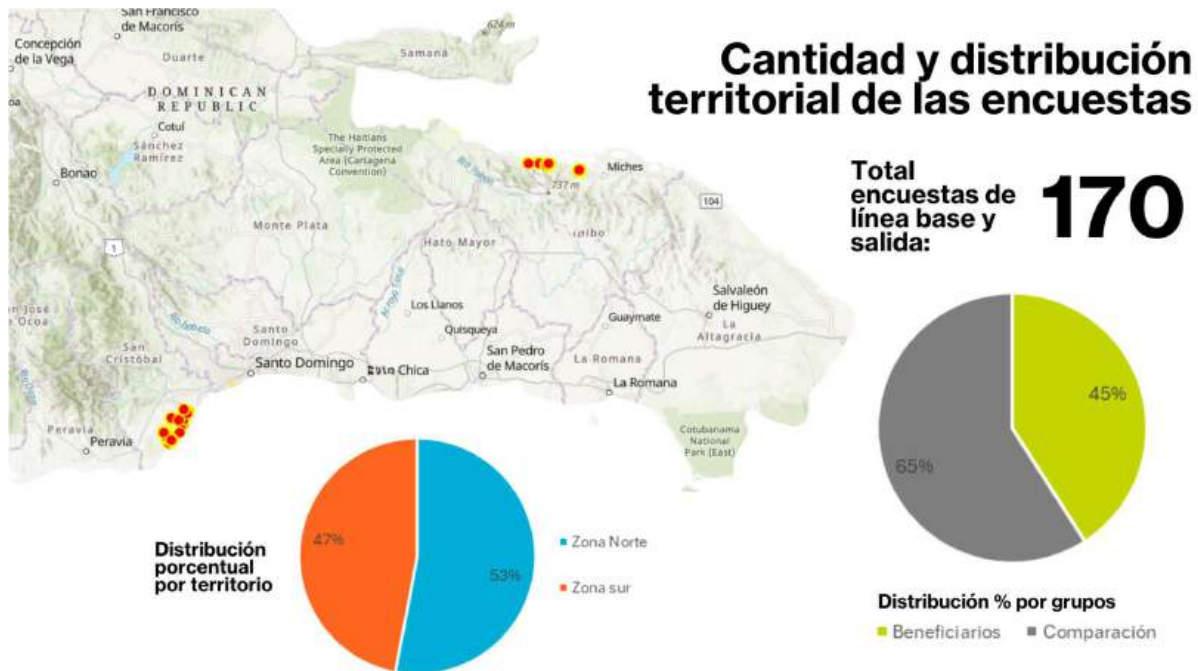 San Francisco
de Macorís
624 m
Concepción
de la Vega
Samaná
Duarte
DOMINICAN
REPUBLIC
Cotuí
Sánchez
Ramírez
Bonao
The Haitians
Specially Protected
Area (Cartagena
Convention)
Miches
737 m
104
Monte Plata
Hato Mayor
1
Los Llanos
Salvaleón
de Higuey
Quisqueya
Guaymate
La
Altagracia
San
Cristóbal
Santo
Domingo
Santo Domingo
Chica
San Pedro
de Macorís
La Romana
La Romana
Peravia
Peravia
Cotubanama
National
Park (East)
Cantidad y distribución
territorial de las encuestas
Total
encuestas de
línea base y
salida:
170
45%
65%
Distribución % por grupos
Beneficiarios
Comparación
Distribución
porcentual
por territorio
47%
53%
Zona Norte
Zona sur